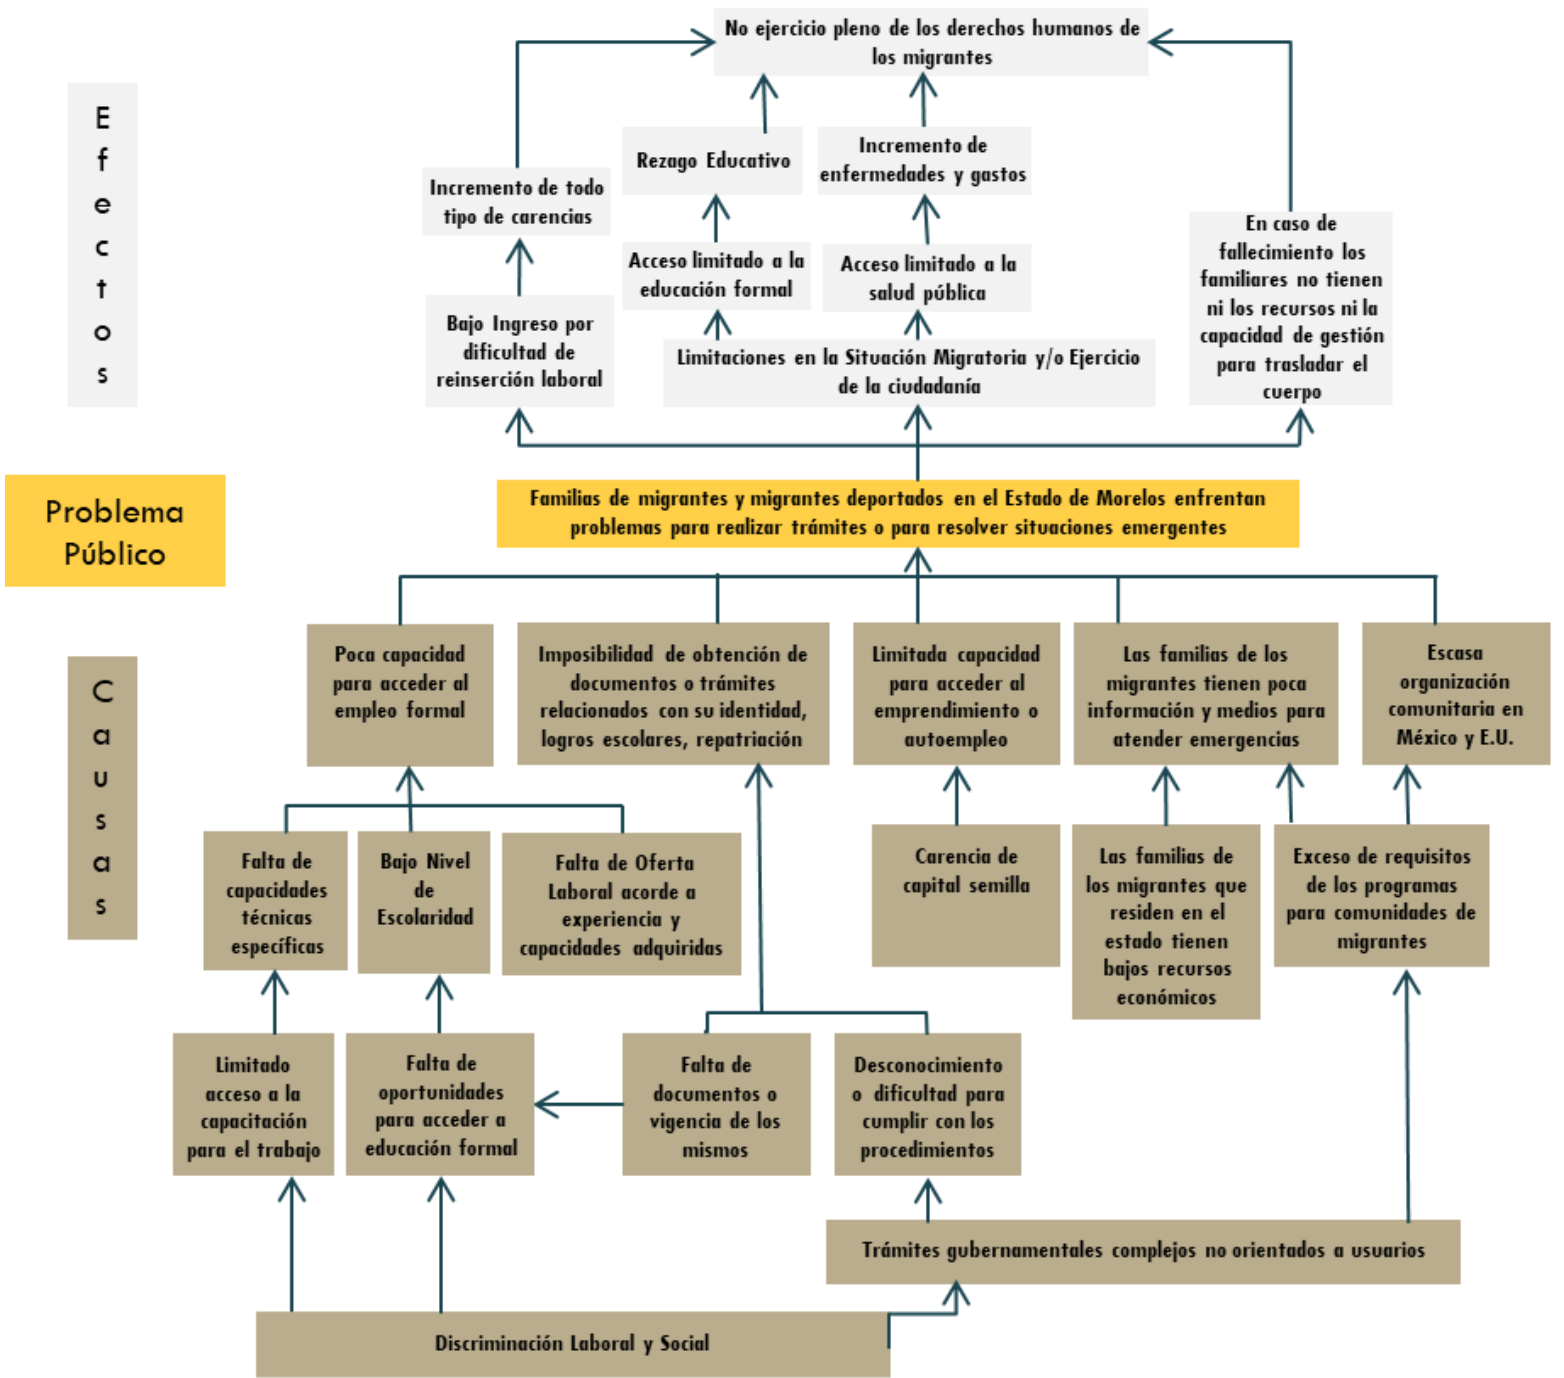 No ejercicio pleno de los derechos humanos de
los migrantes
Efectos
Rezago Educativo
Incremento de
enfermedades y gastos
Incremento de todo
tipo de carencias
En caso de
fallecimiento los
familiares no tienen
ni los recursos ni la
capacidad de gestión
para trasladar el
cuerpo
Acceso limitado a la
educación formal
Acceso limitado a la
salud pública
Bajo Ingreso por
dificultad de
reinserción laboral
Limitaciones en la Situación Migratoria y/o Ejercicio
de la ciudadanía
Problema
Público
Familias de migrantes y migrantes deportados en el Estado de Morelos enfrentan
problemas para realizar trámites o para resolver situaciones emergentes
Causas
Poca capacidad
para acceder al
empleo formal
Imposibilidad de obtención de
documentos o trámites
relacionados con su identidad,
logros escolares, repatriación
Limitada capacidad
para acceder al
emprendimiento o
autoempleo
Las familias de los
migrantes tienen poca
información y medios para
atender emergencias
Escasa
organización
comunitaria en
México y E.U.
Falta de
capacidades
técnicas
específicas
Bajo Nivel
de
Escolaridad
Falta de Oferta
Laboral acorde a
experiencia y
capacidades adquiridas
Carencia de
capital semilla
Las familias de
los migrantes que
residen en el
estado tienen
bajos recursos
económicos
Exceso de requisitos
de los programas
para comunidades de
migrantes
Limitado
acceso a la
capacitación
para el trabajo
Falta de
oportunidades
para acceder a
educación formal
Falta de
documentos o
vigencia de los
mismos
Desconocimiento
o dificultad para
cumplir con los
procedimientos
Trámites gubernamentales complejos no orientados a usuarios
Discriminación Laboral y Social